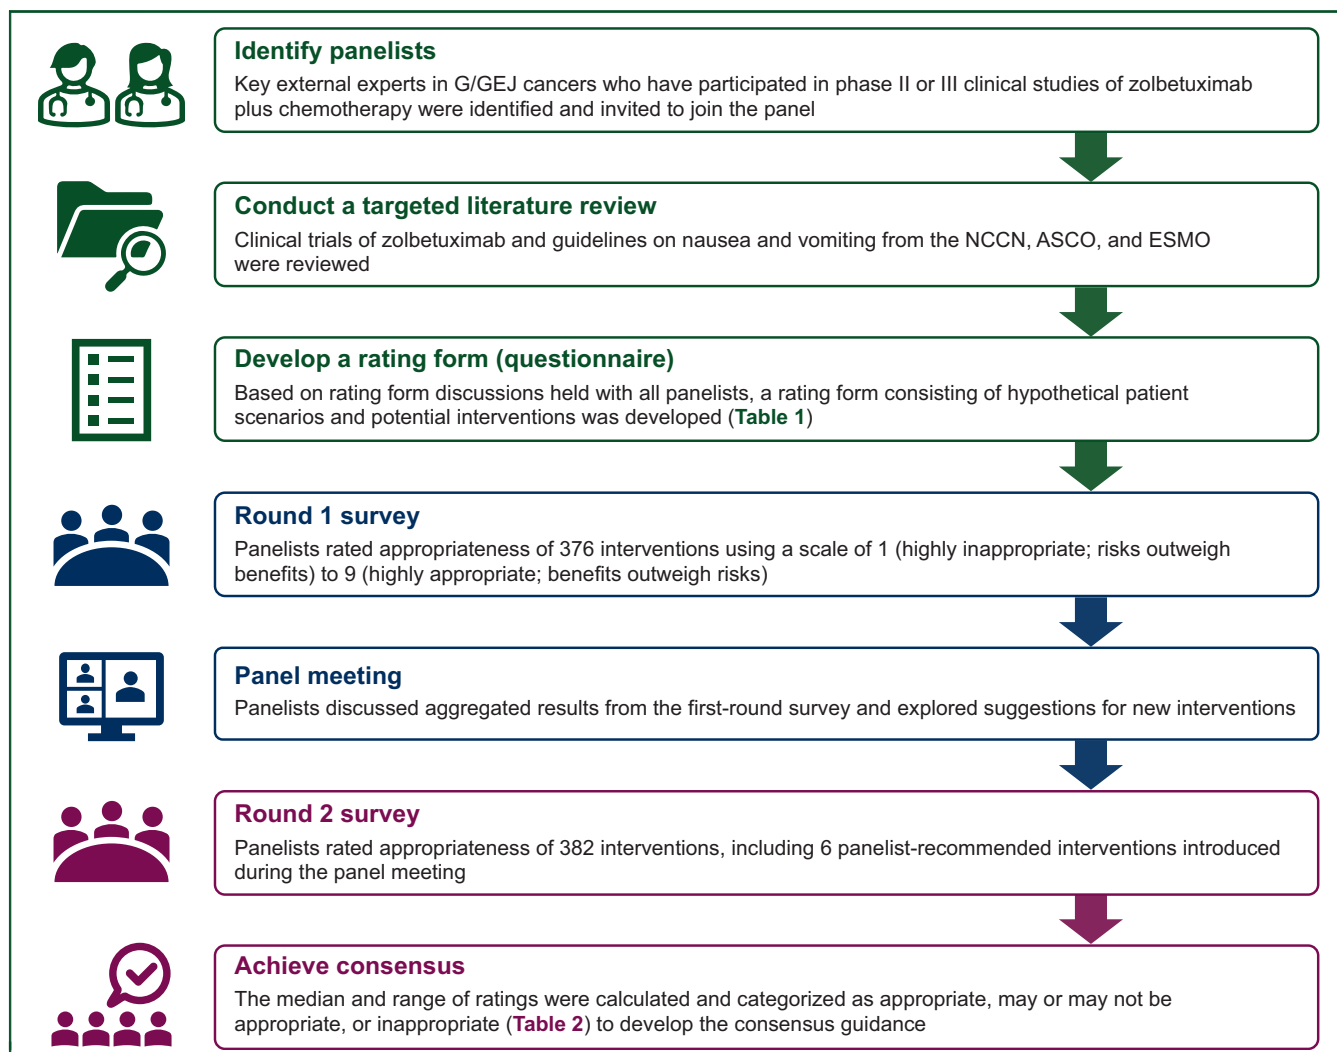 Identify panelists
Key external experts in G/GEJ cancers who have participated in phase II or III clinical studies of zolbetuximab
plus chemotherapy were identified and invited to join the panel
Conduct a targeted literature review
Clinical trials of zolbetuximab and guidelines on nausea and vomiting from the NCCN, ASCO, and ESMO
were reviewed
Develop a rating form (questionnaire)
Based on rating form discussions held with all panelists, a rating form consisting of hypothetical patient
scenarios and potential interventions was developed (Table 1)
Round 1 survey
Panelists rated appropriateness of 376 interventions using a scale of 1 (highly inappropriate; risks outweigh
benefits) to 9 (highly appropriate; benefits outweigh risks)
Panel meeting
Panelists discussed aggregated results from the first-round survey and explored suggestions for new interventions
Round 2 survey
Panelists rated appropriateness of 382 interventions, including 6 panelist-recommended interventions introduced
during the panel meeting
Achieve consensus
The median and range of ratings were calculated and categorized as appropriate, may or may not be
appropriate, or inappropriate (Table 2) to develop the consensus guidance